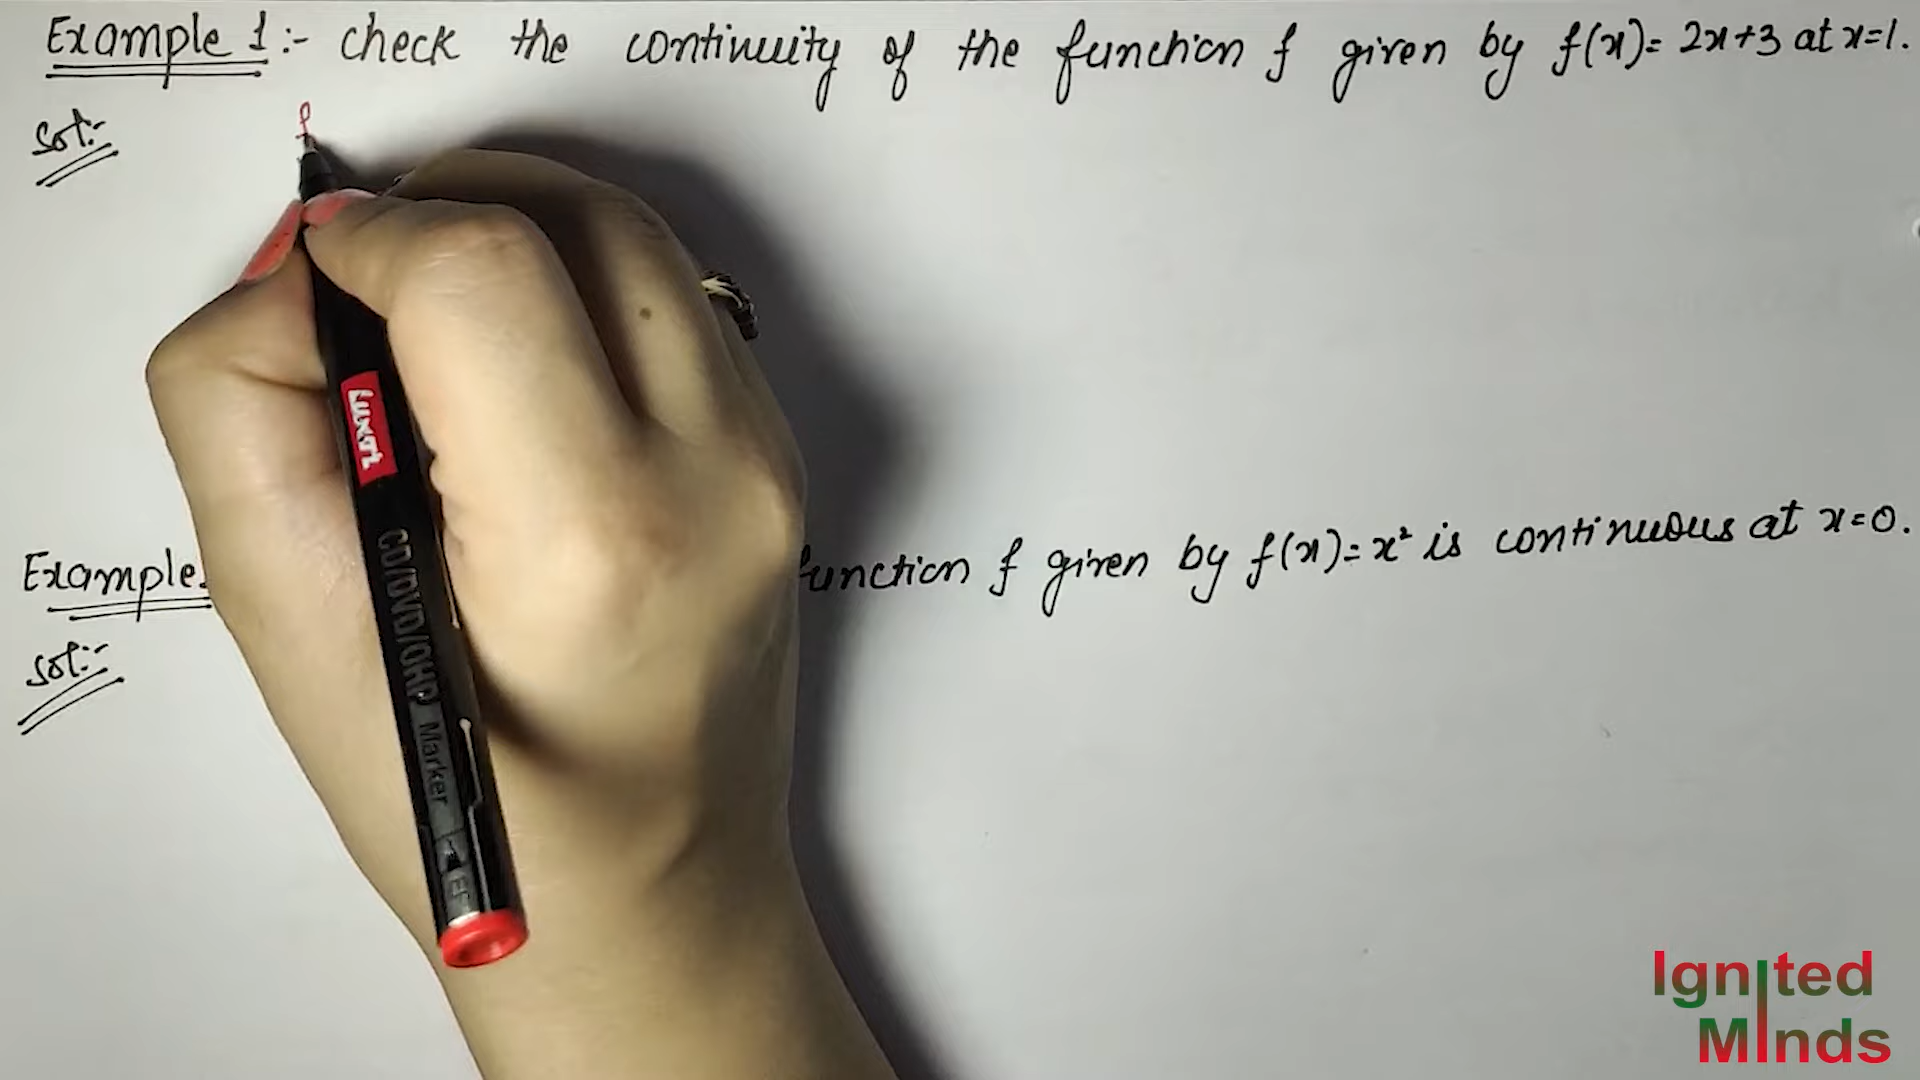 Example 1:- check the continuity of the function f given by f(x)= 2x+3 at x=1.
Sol:-
f
Example function f given by f(x)=x² is continuous at x=0.
Sol:-
Luxor
CD/DVD/OHP Marker
EF
Ignited
Minds